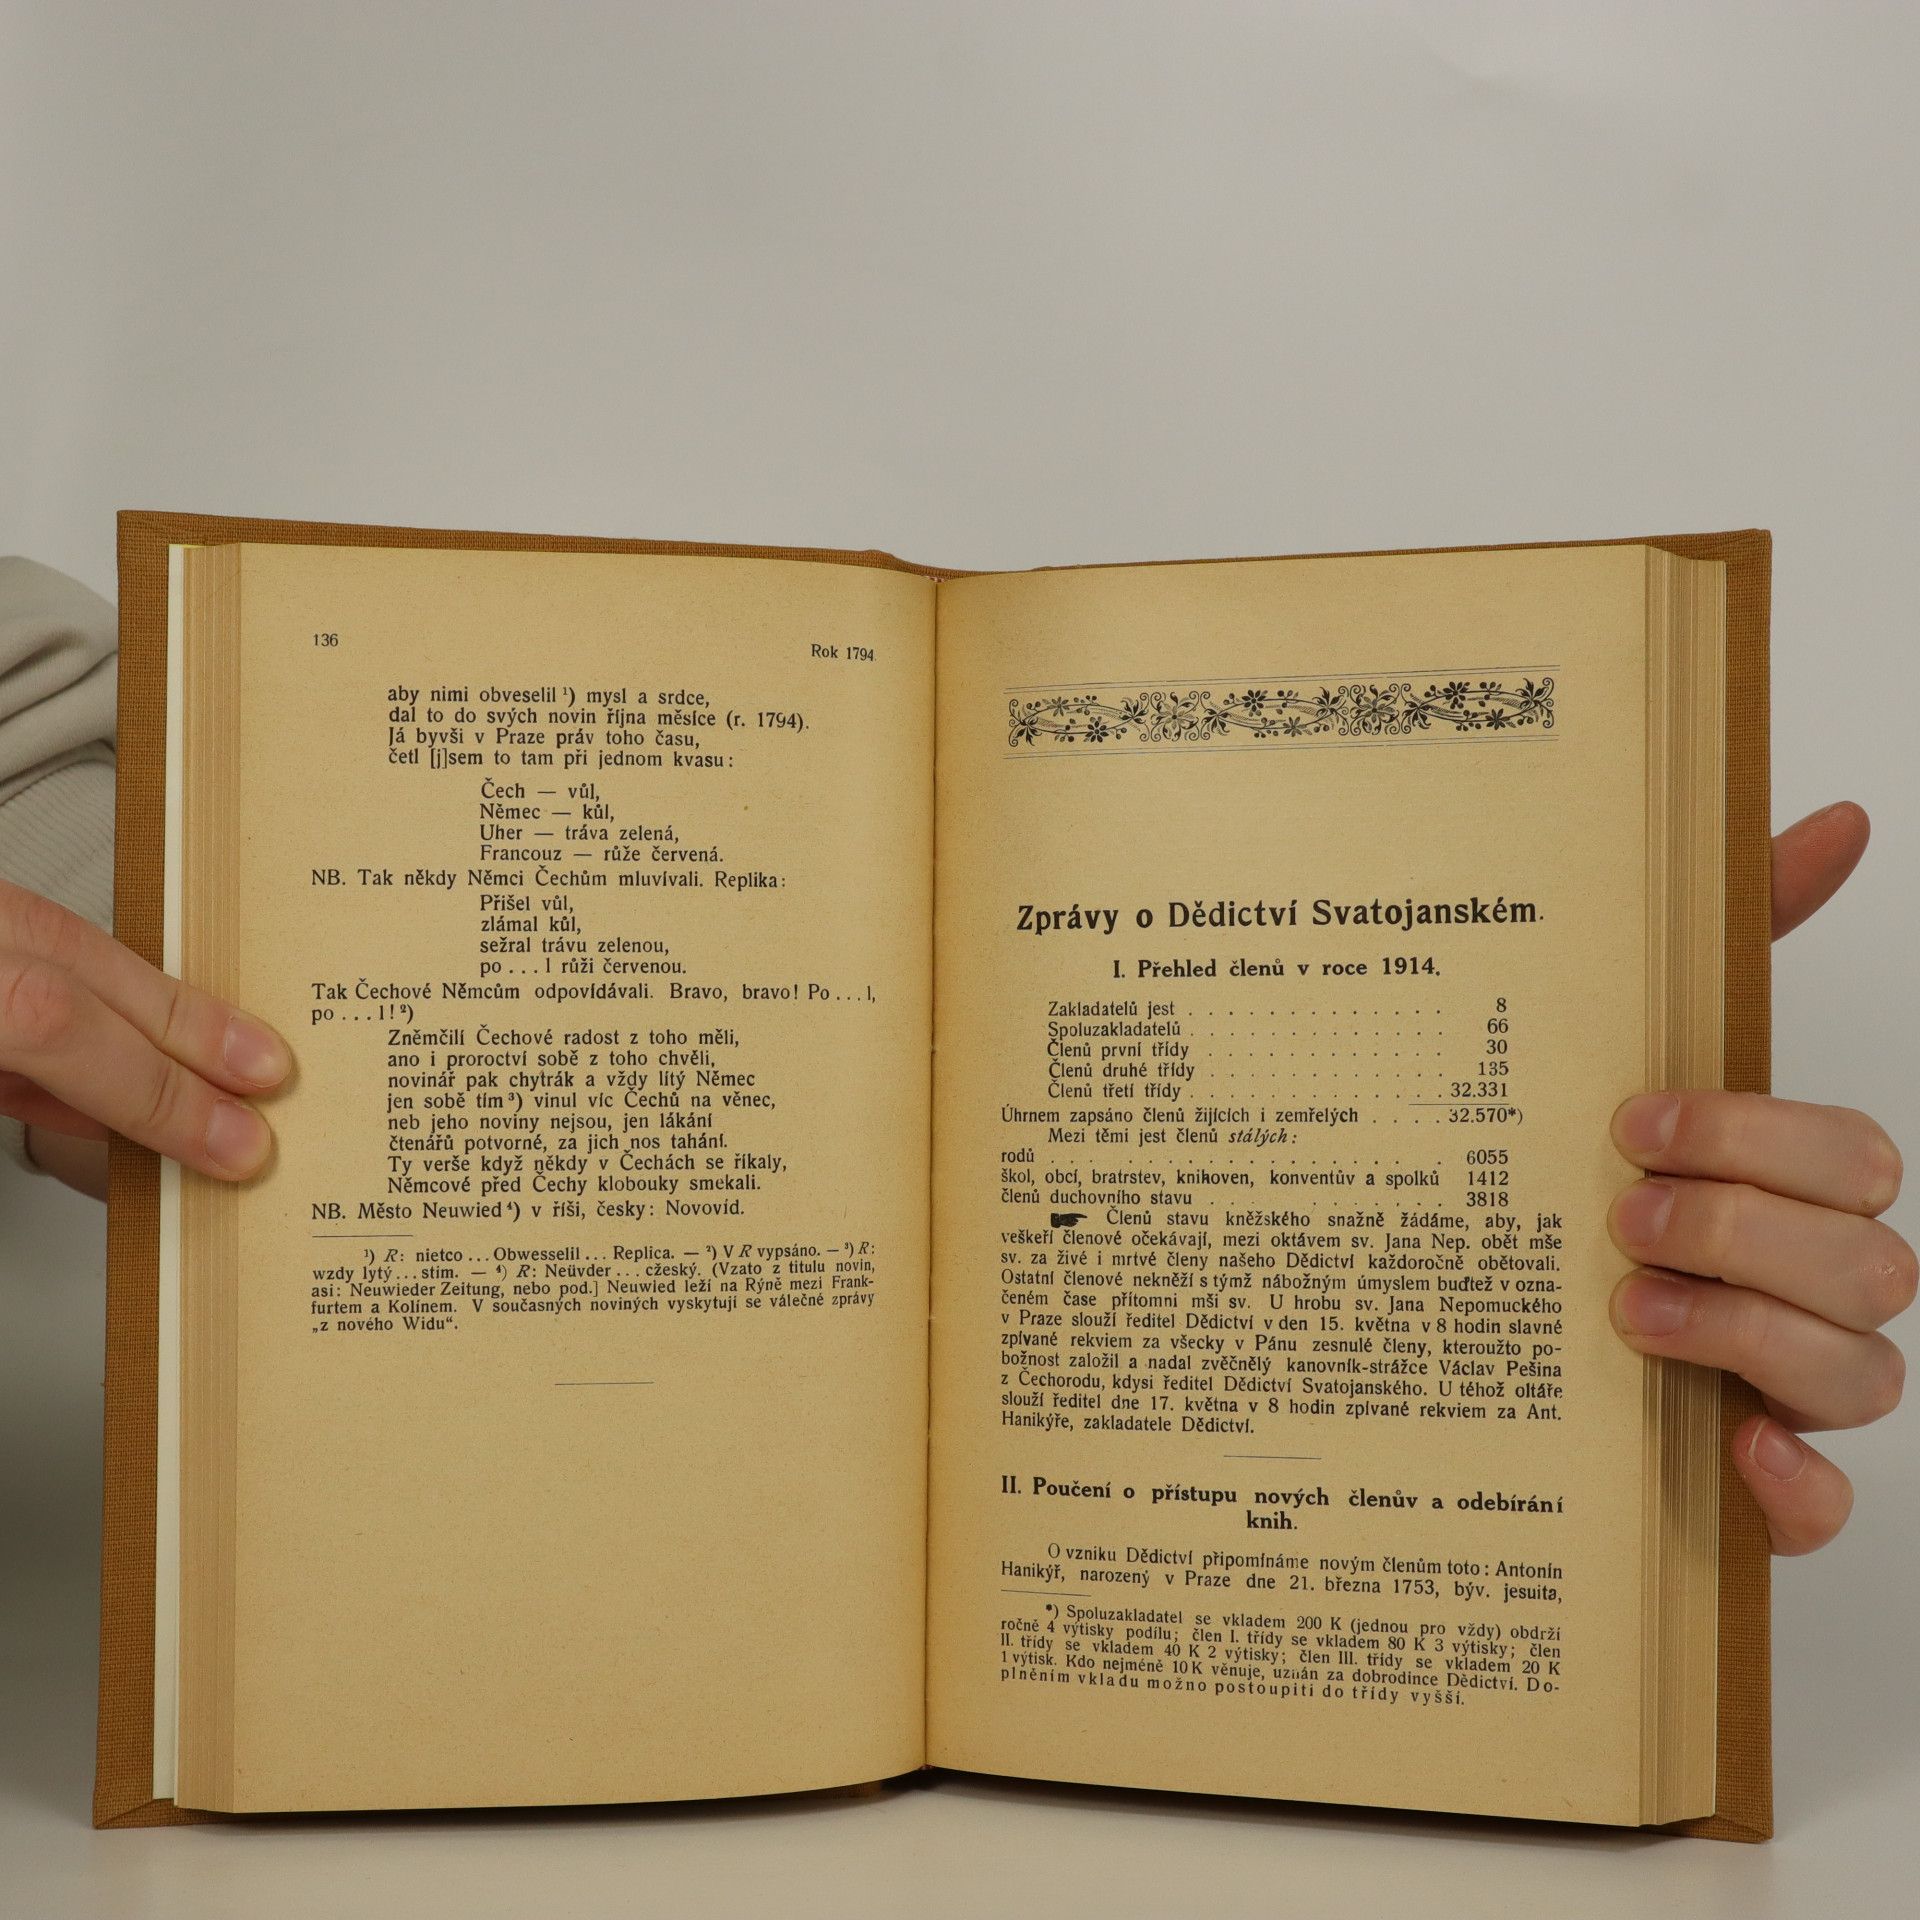 136
Rok 1794.
aby nimi obveselil ¹) mysl a srdce,
dal to do svých novin října měsíce (r. 1794).
Já byvši v Praze práv toho času,
četl [j]sem to tam při jednom kvasu:
Čech — vůl,
Němec — kůl,
Uher — tráva zelená,
Francouz — růže červená.
NB. Tak někdy Němci Čechům mluvívali. Replika:
Přišel vůl,
zlámal kůl,
sežral trávu zelenou,
po . . . l růži červenou.
Tak Čechové Němcům odpovídávali. Bravo, bravo! Po . . . l,
po . . . l! ²)
Zněmčilí Čechové radost z toho měli,
ano i proroctví sobě z toho chvěli,
novinář pak chytrák a vždy lítý Němec
jen sobě tím ³) vinul víc Čechů na věnec,
neb jeho noviny nejsou, jen lákání
čtenářů potvorné, za jich nos tahání.
Ty verše když někdy v Čechách se říkaly,
Němcové před Čechy klobouky smekali.
NB. Město Neuwied ⁴) v říši, česky: Novovíd.
¹) R: nietco ... Obwesselil ... Replica. — ²) V R vypsáno. — ³) R:
wzdy lytý ... stim. — ⁴) R: Neüvder ... cžeský. (Vzato z titulu novin,
asi: Neuwieder Zeitung, nebo pod.] Neuwied leží na Rýně mezi Frank-
furtem a Kolínem. V současných noviných vyskytují se válečné zprávy
„z nového Widu“.
Zprávy o Dědictví Svatojanském.
I. Přehled členů v roce 1914.
Zakladatelů jest . . . . . . . . . . . . . 8
Spoluzakladatelů . . . . . . . . . . . . . 66
Členů první třídy . . . . . . . . . . . . 30
Členů druhé třídy . . . . . . . . . . . . 135
Členů třetí třídy . . . . . . . . . . . . . 32.331
Úhrnem zapsáno členů žijících i zemřelých . . . . 32.570*)
Mezi těmi jest členů stálých:
rodů . . . . . . . . . . . . . . . . . . 6055
škol, obcí, bratrstev, knihoven, konventův a spolků 1412
členů duchovního stavu . . . . . . . . . . . 3818
☛ Členů stavu kněžského snažně žádáme, aby, jak
veškeří členové očekávají, mezi oktávem sv. Jana Nep. obět mše
sv. za živé i mrtvé členy našeho Dědictví každoročně obětovali.
Ostatní členové nekněží s týmž nábožným úmyslem buďtež v ozna-
čeném čase přítomni mši sv. U hrobu sv. Jana Nepomuckého
v Praze slouží ředitel Dědictví v den 15. května v 8 hodin slavné
zpívané rekviem za všecky v Pánu zesnulé členy, kteroužto po-
božnost založil a nadal zvěčnělý kanovník-strážce Václav Pešina
z Čechorodu, kdysi ředitel Dědictví Svatojanského. U téhož oltáře
slouží ředitel dne 17. května v 8 hodin zpívané rekviem za Ant.
Hanikýře, zakladatele Dědictví.
II. Poučení o přístupu nových členův a odebírání
knih.
O vzniku Dědictví připomínáme novým členům toto: Antonín
Hanikýř, narozený v Praze dne 21. března 1753, býv. jesuita,
*) Spoluzakladatel se vkladem 200 K (jednou pro vždy) obdrží
ročně 4 výtisky podílu; člen I. třídy se vkladem 80 K 3 výtisky; člen
II. třídy se vkladem 40 K 2 výtisky; člen III. třídy se vkladem 20 K
1 výtisk. Kdo nejméně 10 K věnuje, uznán za dobrodince Dědictví. Do-
plněním vkladu možno postoupiti do třídy vyšší.